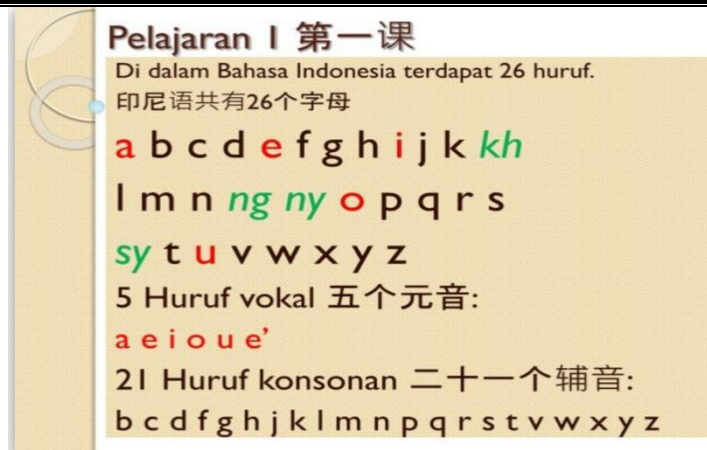 Pelajaran 1 第一课
Di dalam Bahasa Indonesia terdapat 26 huruf.
印尼语共有26个字母
a b c d e f g h i j k kh
l m n ng ny o p q r s
sy t u v w x y z
5 Huruf vokal 五个元音:
a e i o u e’
21 Huruf konsonan 二十一个辅音:
b c d f g h j k l m n p q r s t v w x y z